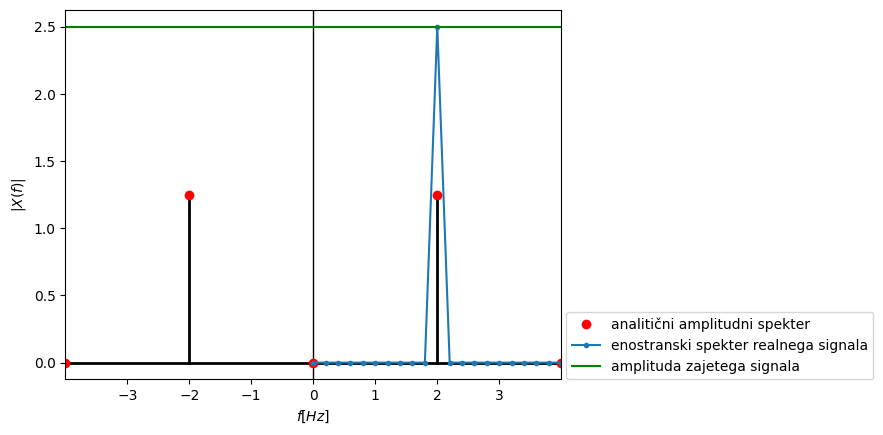 2.5
2.0
1.5
1.0
0.5
0.0
|X(f)|
−3
−2
−1
0
1
2
3
f[Hz]
analitični amplitudni spekter
enostranski spekter realnega signala
amplituda zajetega signala